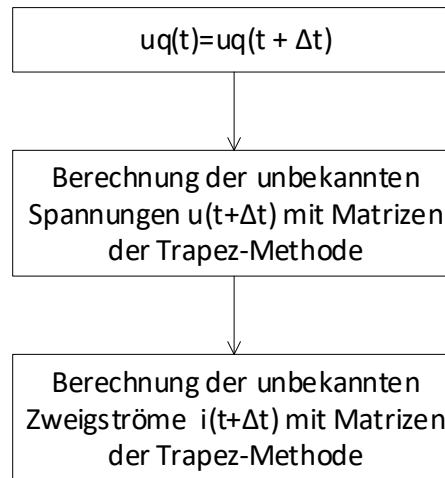 uq(t)=uq(t + Δt)
Berechnung der unbekannten
Spannungen u(t+Δt) mit Matrizen
der Trapez-Methode
Berechnung der unbekannten
Zweigströme i(t+Δt) mit Matrizen
der Trapez-Methode